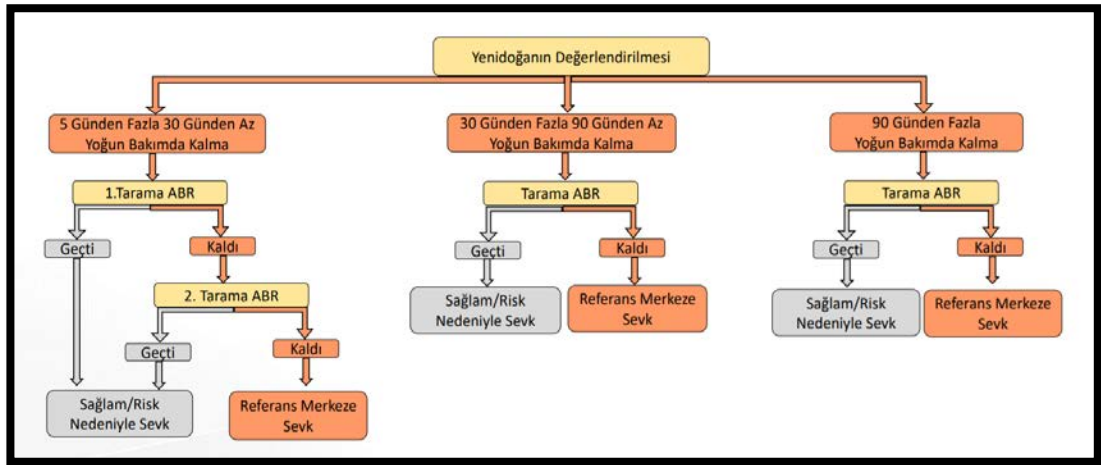 Yenidoğanın Değerlendirilmesi
5 Günden Fazla 30 Günden Az
Yoğun Bakımda Kalma
1.Tarama ABR
Geçti
Kaldı
2. Tarama ABR
Geçti
Kaldı
Sağlam/Risk
Nedeniyle Sevk
Referans Merkeze
Sevk
30 Günden Fazla 90 Günden Az
Yoğun Bakımda Kalma
Tarama ABR
Geçti
Kaldı
Sağlam/Risk
Nedeniyle Sevk
Referans Merkeze
Sevk
90 Günden Fazla
Yoğun Bakımda Kalma
Tarama ABR
Geçti
Kaldı
Sağlam/Risk
Nedeniyle Sevk
Referans Merkeze
Sevk